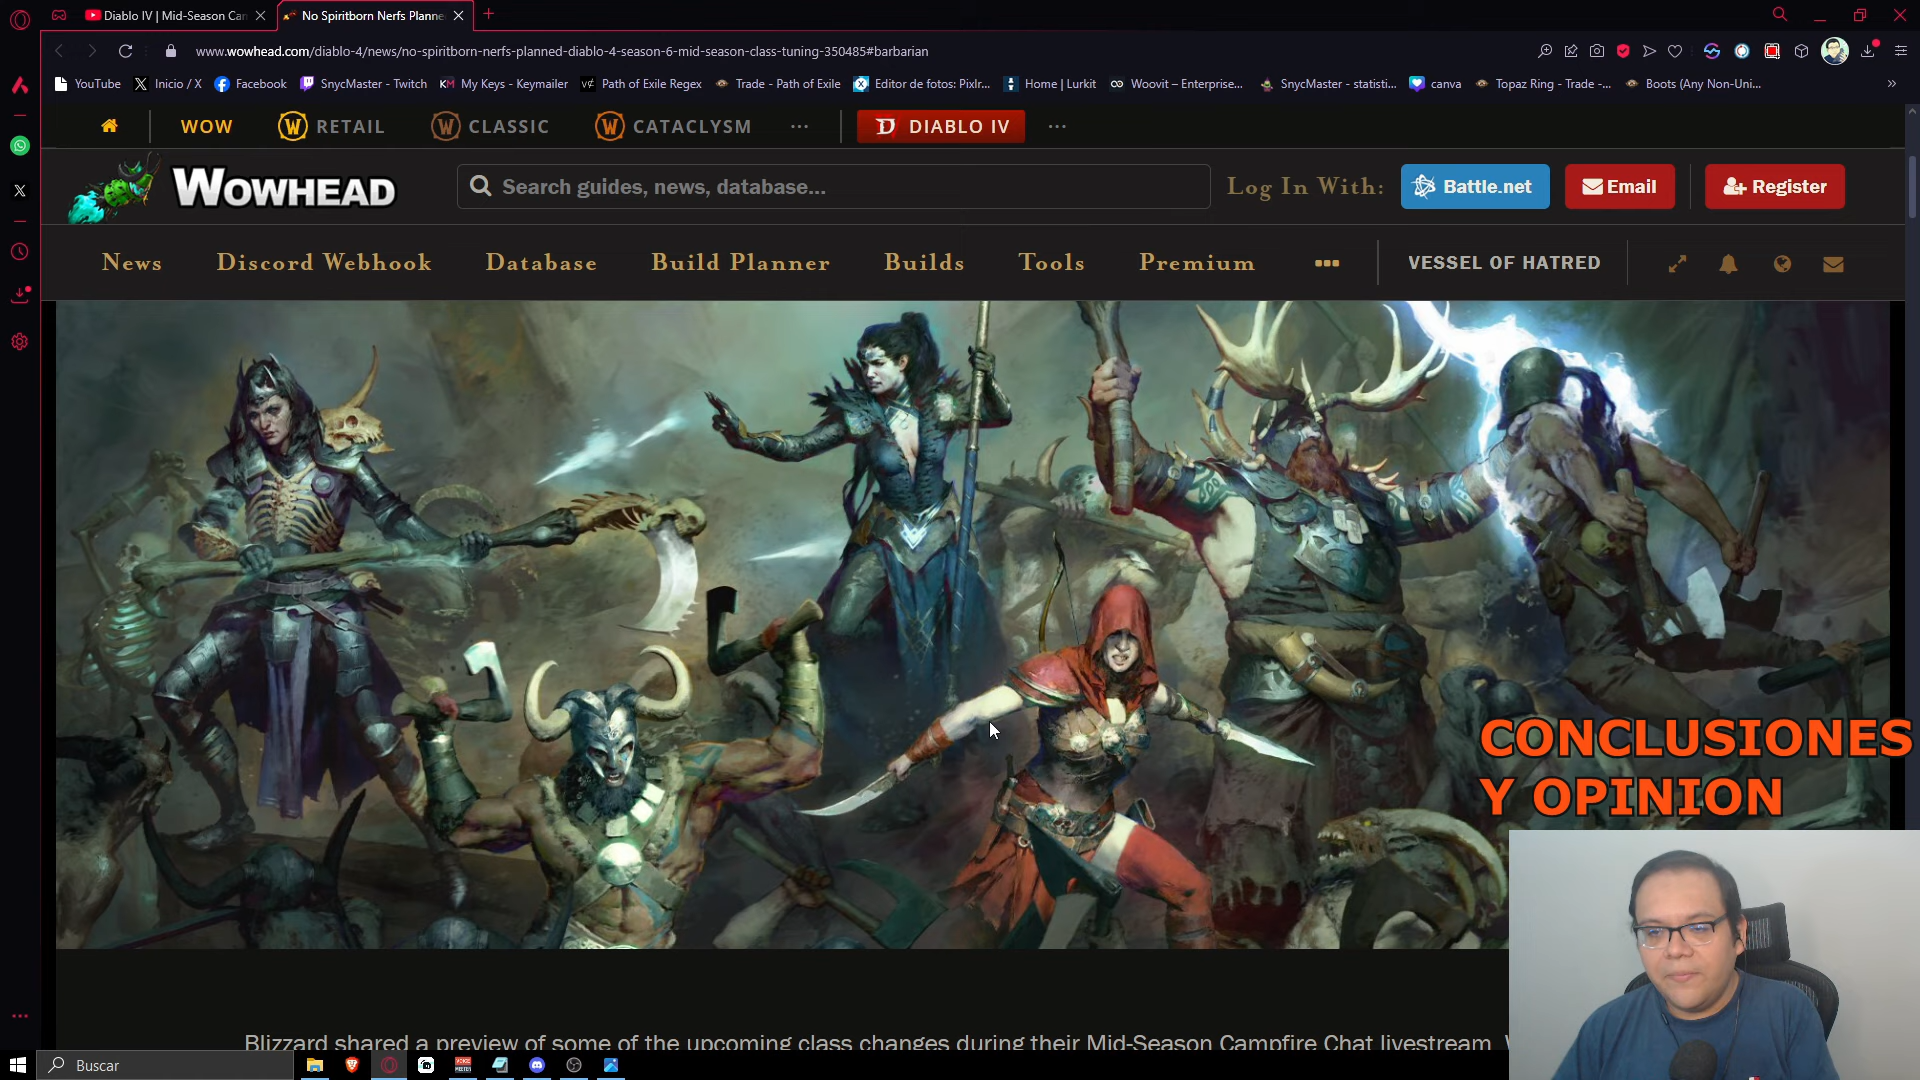 Diablo IV | Mid-Season Can
No Spiritborn Nerfs Planne
www.wowhead.com/diablo-4/news/no-spiritborn-nerfs-planned-diablo-4-season-6-mid-season-class-tuning-350485#barbarian
YouTube
Inicio / X
Facebook
SnycMaster - Twitch
My Keys - Keymailer
Path of Exile Regex
Trade - Path of Exile
Editor de fotos: Pixlr...
Home | Lurkit
Woovit – Enterprise...
SnycMaster - statisti...
canva
Topaz Ring - Trade -...
Boots (Any Non-Uni...
WOW
RETAIL
CLASSIC
CATACLYSM
DIABLO IV
WOWHEAD
Search guides, news, database...
Log In With:
Battle.net
Email
Register
News
Discord Webhook
Database
Build Planner
Builds
Tools
Premium
VESSEL OF HATRED
CONCLUSIONES
Y OPINION
Blizzard shared a preview of some of the upcoming class changes during their Mid-Season Campfire Chat livestream.
Buscar